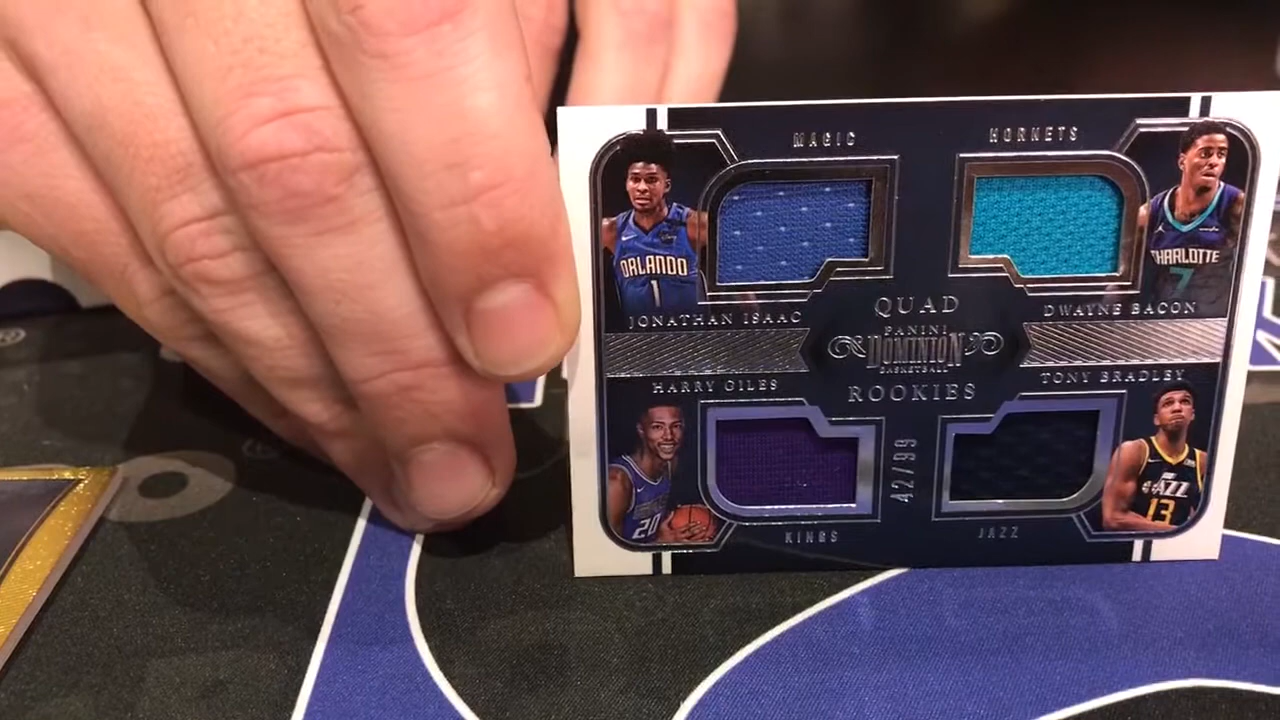 MAGIC
HORNETS
ORLANDO
1
CHARLOTTE
7
JONATHAN ISAAC
QUAD
DWAYNE BACON
PANINI
DOMINION
BASKETBALL
HARRY GILES
ROOKIES
TONY BRADLEY
42/99
20
JAZZ
13
KINGS
JAZZ